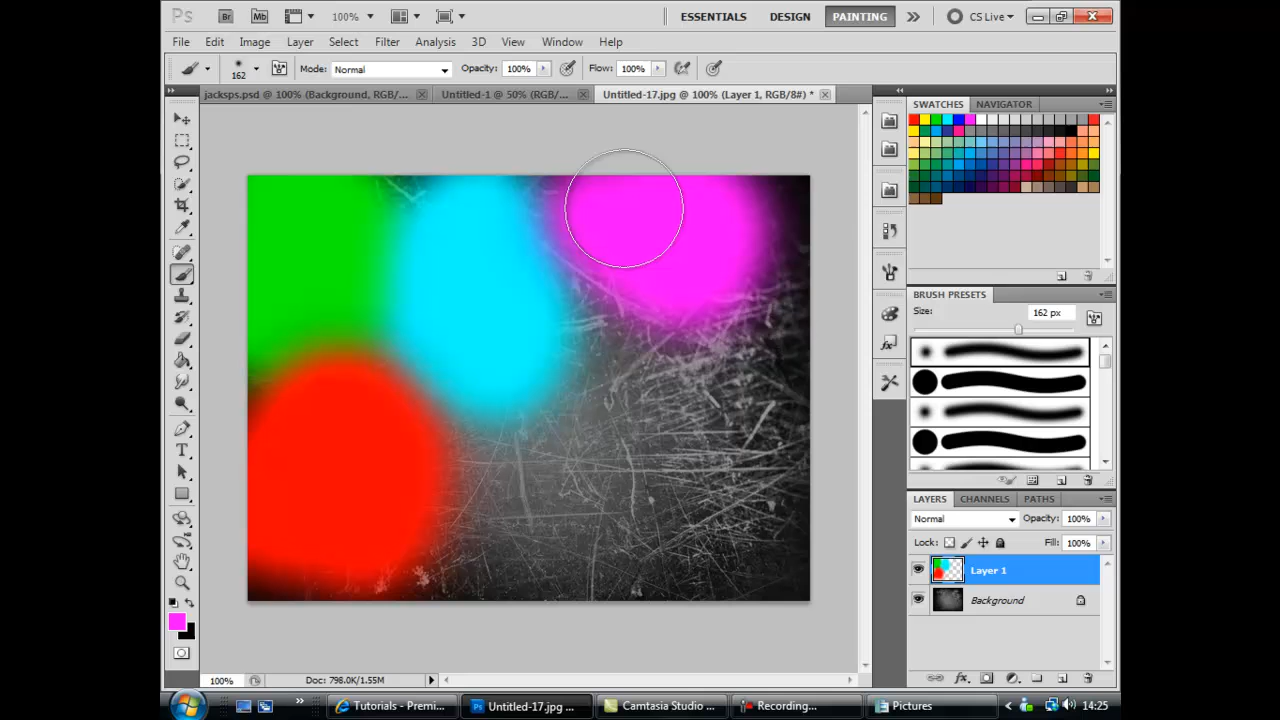 Ps Br Mb 100% ESSENTIALS DESIGN PAINTING CS Live
File Edit Image Layer Select Filter Analysis 3D View Window Help
162 Mode: Normal Opacity: 100% Flow: 100%
jacksps.psd @ 100% (Background, RGB/... Untitled-1 @ 50% (RGB/... Untitled-17.jpg @ 100% (Layer 1, RGB/8#) *
SWATCHES NAVIGATOR
BRUSH PRESETS
Size: 162 px
LAYERS CHANNELS PATHS
Normal Opacity: 100%
Lock: Fill: 100%
Layer 1
Background
100% Doc: 798.0K/1.55M
Tutorials - Premi... Untitled-17.jpg ... Camtasia Studio ... Recording... Pictures 14:25